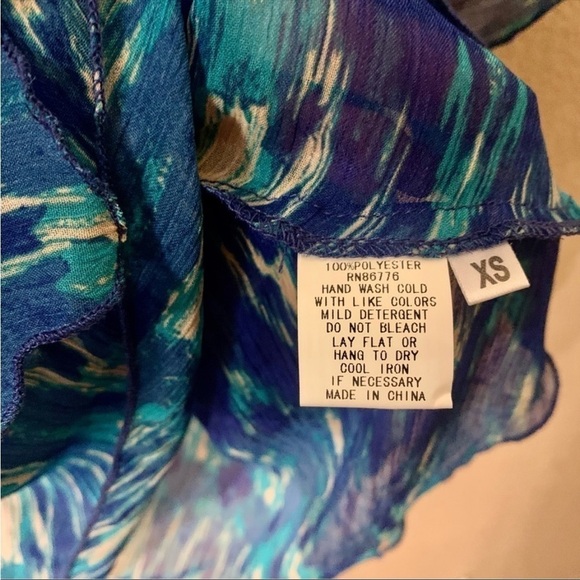 100%POLYESTER
RN86776
HAND WASH COLD
WITH LIKE COLORS
MILD DETERGENT
DO NOT BLEACH
LAY FLAT OR
HANG TO DRY
COOL IRON
IF NECESSARY
MADE IN CHINA
XS